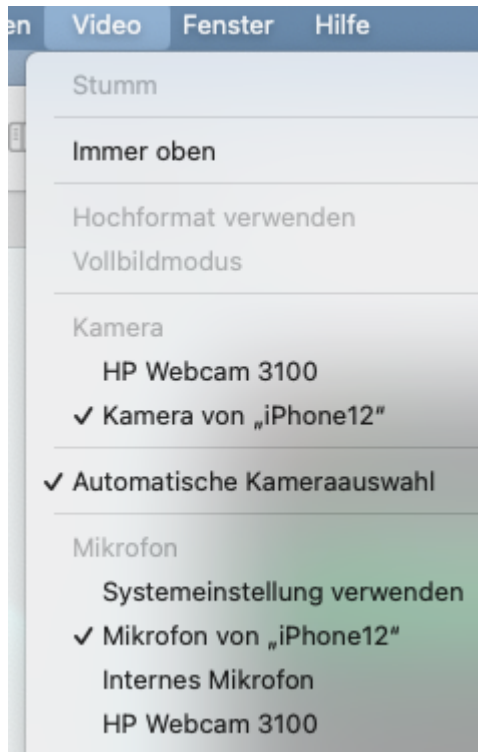 en Video Fenster Hilfe
Stumm
Immer oben
Hochformat verwenden
Vollbildmodus
Kamera
HP Webcam 3100
✓ Kamera von „iPhone12“
✓ Automatische Kameraauswahl
Mikrofon
Systemeinstellung verwenden
✓ Mikrofon von „iPhone12“
Internes Mikrofon
HP Webcam 3100